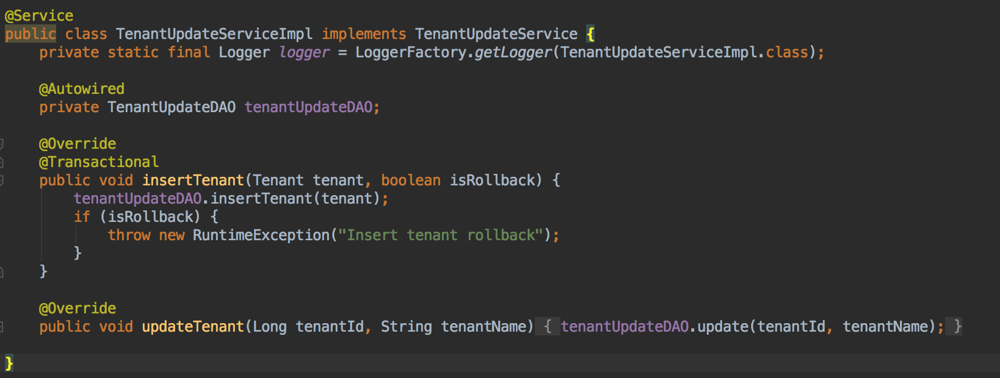 @Service
public class TenantUpdateServiceImpl implements TenantUpdateService {
    private static final Logger logger = LoggerFactory.getLogger(TenantUpdateServiceImpl.class);

    @Autowired
    private TenantUpdateDAO tenantUpdateDAO;

    @Override
    @Transactional
    public void insertTenant(Tenant tenant, boolean isRollback) {
        tenantUpdateDAO.insertTenant(tenant);
        if (isRollback) {
            throw new RuntimeException("Insert tenant rollback");
        }
    }

    @Override
    public void updateTenant(Long tenantId, String tenantName) { tenantUpdateDAO.update(tenantId, tenantName); }

}